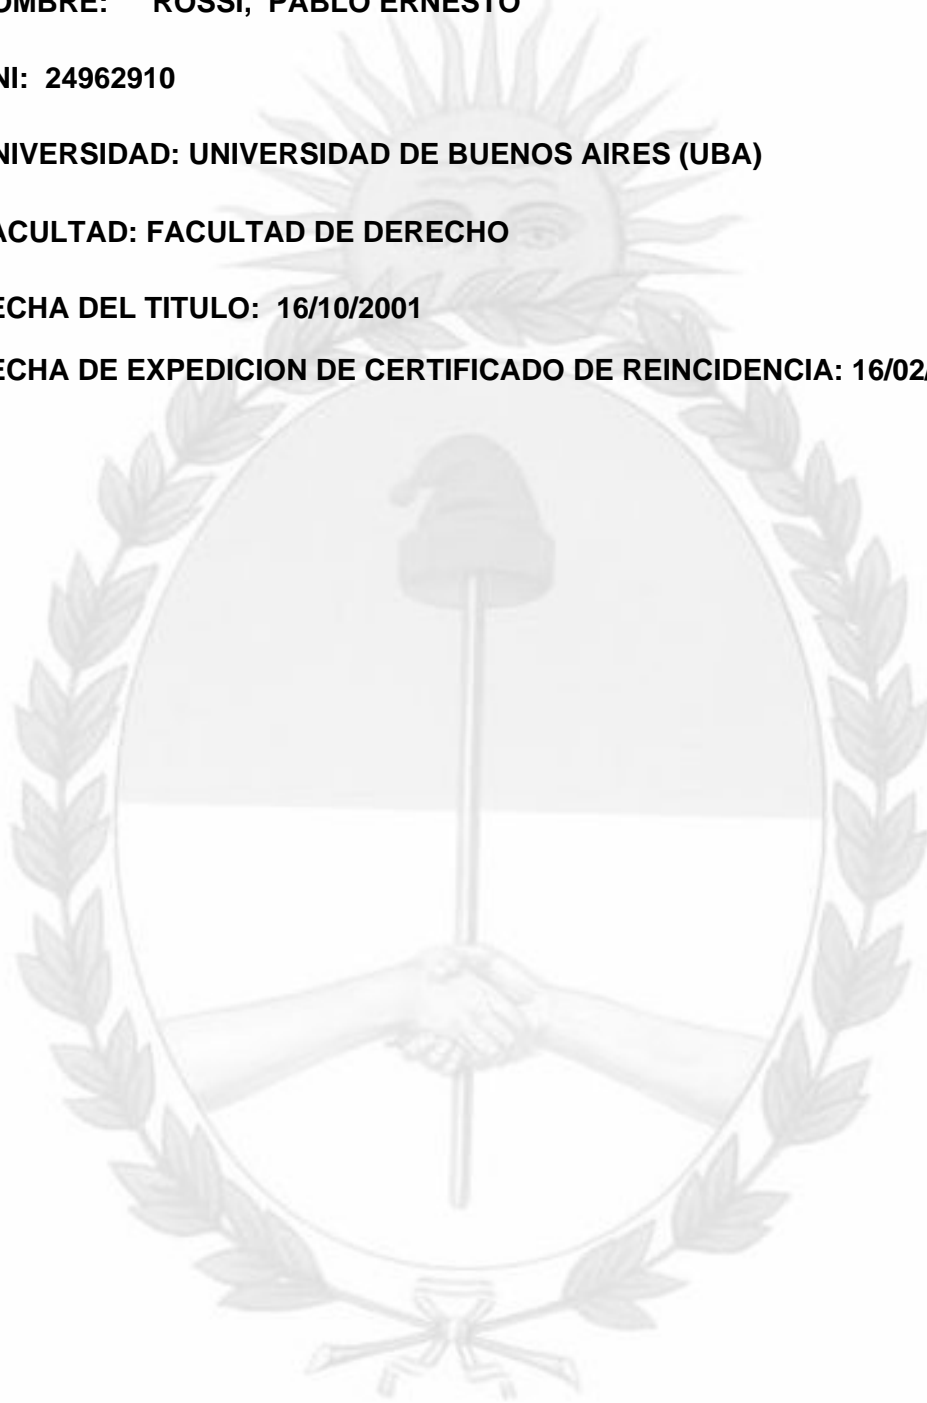 OMBRE: ROSSI, PABLO ERNESTO
NI: 24962910
NIVERSIDAD: UNIVERSIDAD DE BUENOS AIRES (UBA)
ACULTAD: FACULTAD DE DERECHO
ECHA DEL TITULO: 16/10/2001
ECHA DE EXPEDICION DE CERTIFICADO DE REINCIDENCIA: 16/02/